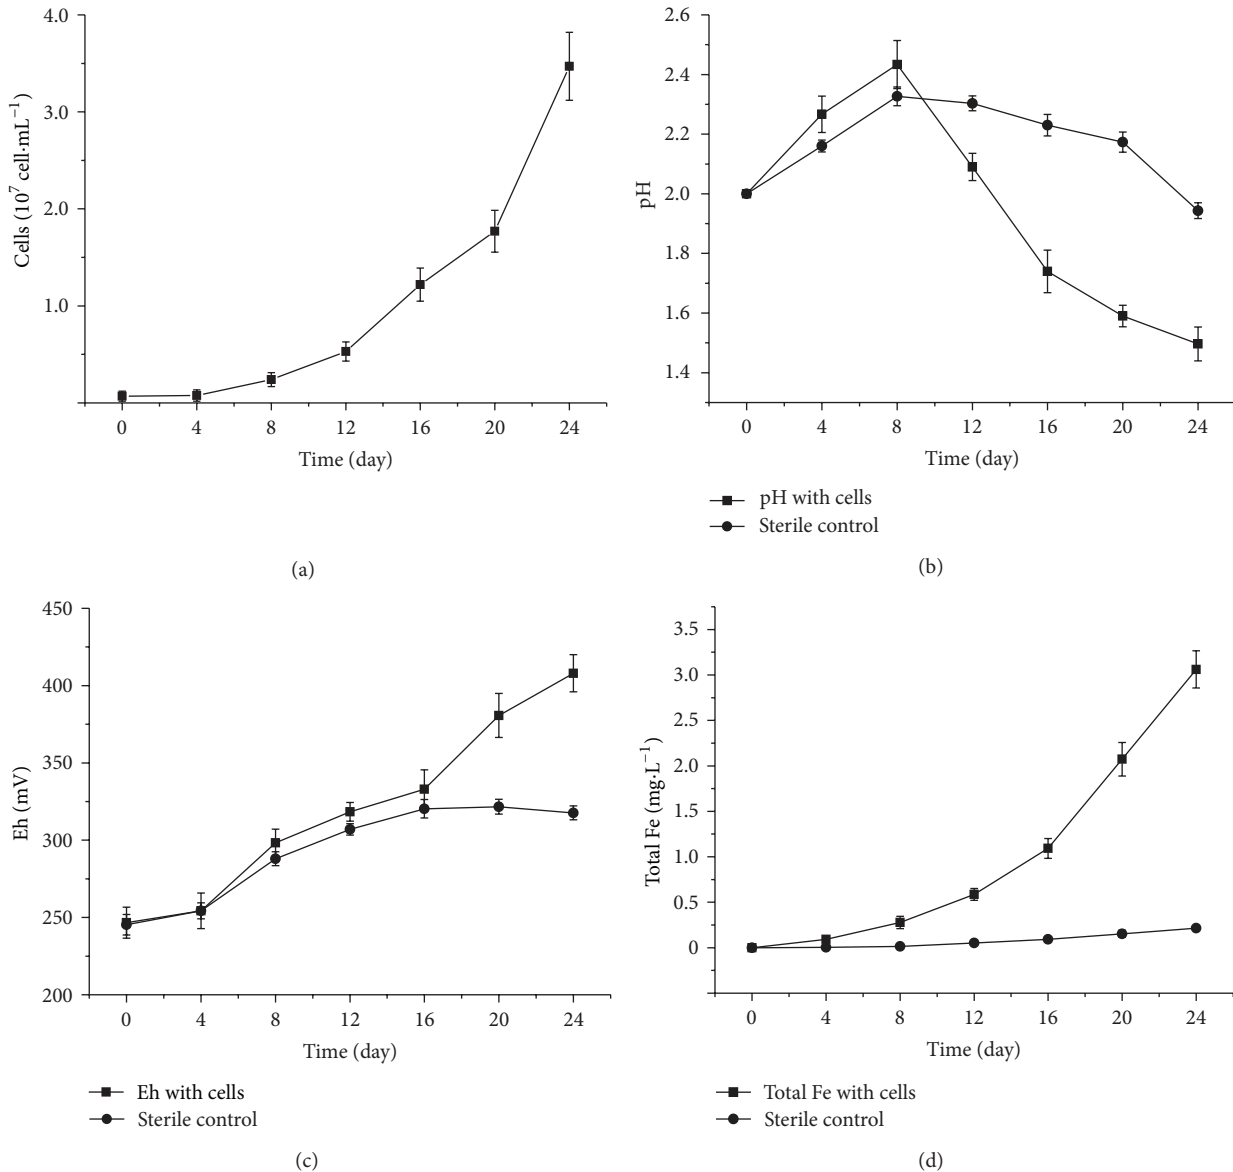 4.0
3.0
2.0
1.0
Cells (10⁷ cell·mL⁻¹)
0 4 8 12 16 20 24
Time (day)
(a)
2.6
2.4
2.2
2.0
1.8
1.6
1.4
pH
0 4 8 12 16 20 24
Time (day)
pH with cells
Sterile control
(b)
450
400
350
300
250
200
Eh (mV)
0 4 8 12 16 20 24
Time (day)
Eh with cells
Sterile control
(c)
3.5
3.0
2.5
2.0
1.5
1.0
0.5
0
Total Fe (mg·L⁻¹)
0 4 8 12 16 20 24
Time (day)
Total Fe with cells
Sterile control
(d)